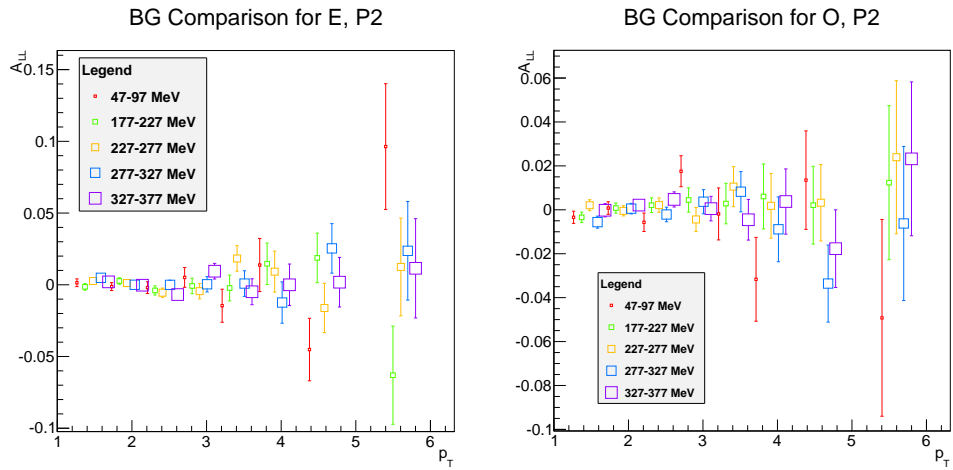 BG Comparison for E, P2
A_LL
0.15
0.1
0.05
0
-0.05
-0.1
Legend
47-97 MeV
177-227 MeV
227-277 MeV
277-327 MeV
327-377 MeV
1 2 3 4 5 6
p_T
BG Comparison for O, P2
A_LL
0.06
0.04
0.02
0
-0.02
-0.04
-0.06
-0.08
-0.1
Legend
47-97 MeV
177-227 MeV
227-277 MeV
277-327 MeV
327-377 MeV
1 2 3 4 5 6
p_T